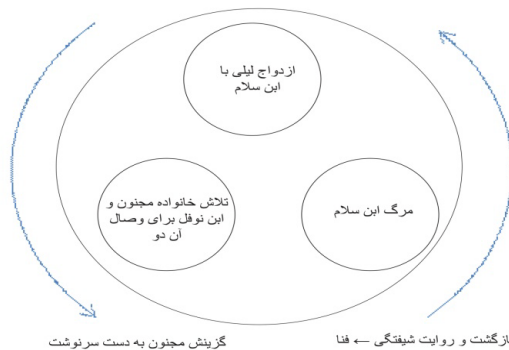 ازدواج لیلی با
ابن سلام
مرگ ابن سلام
تلاش خانواده مجنون و
ابن نوفل برای وصال
آن دو
بازگشت و روایت شیفتگی ← فنا
گزینش مجنون به دست سرنوشت